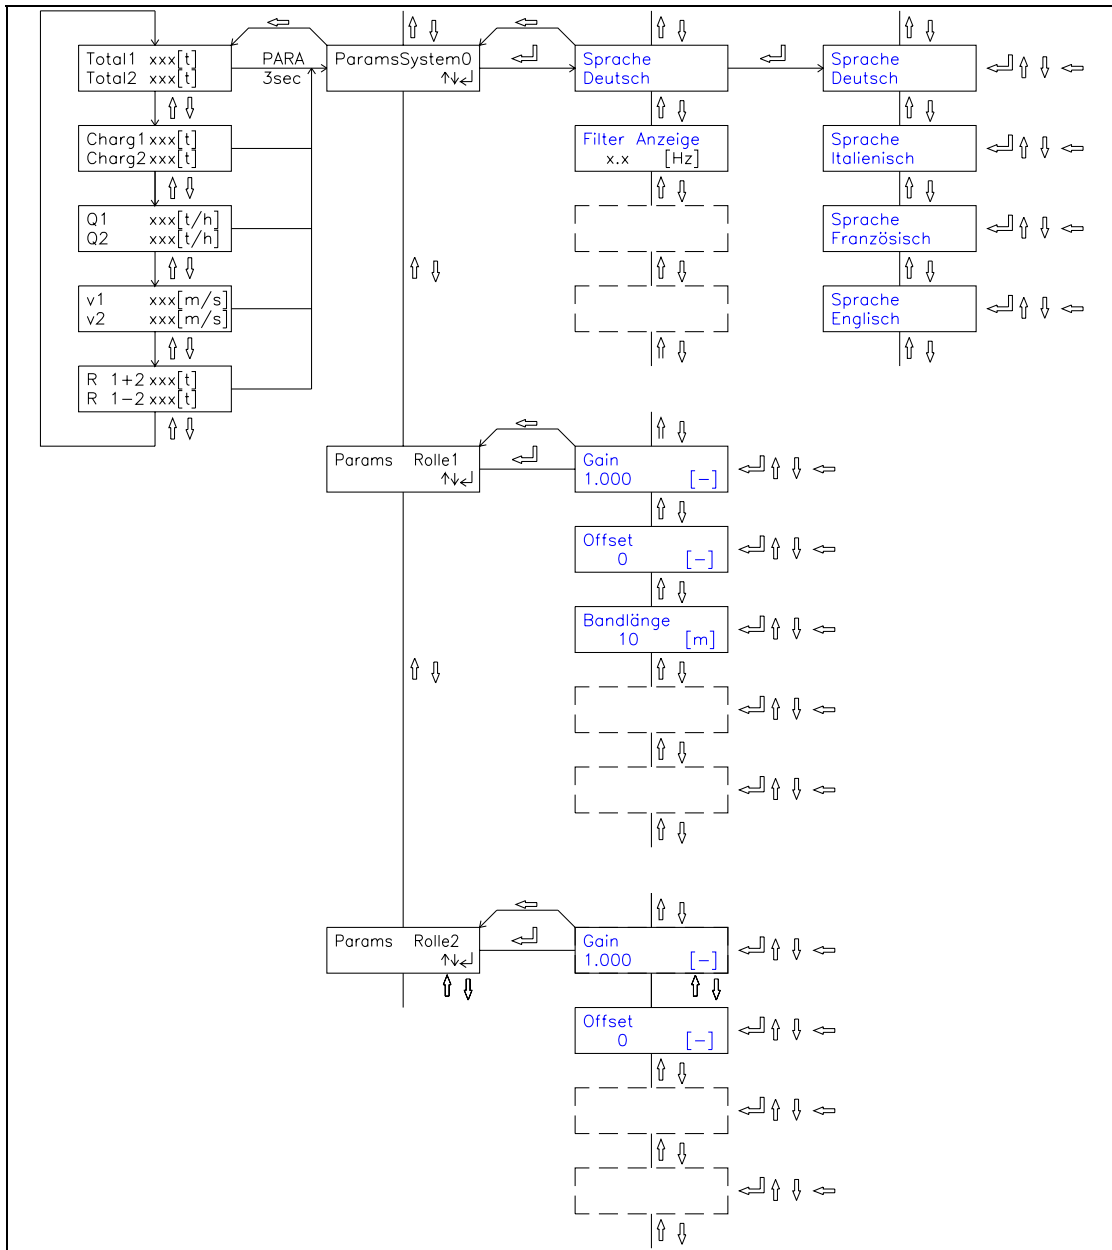 Total1 xxx[t]
Total2 xxx[t]
PARA
3sec
ParamsSystem0
Sprache
Deutsch
Sprache
Deutsch
Charg1 xxx[t]
Charg2 xxx[t]
Filter Anzeige
x.x [Hz]
Sprache
Italienisch
Q1 xxx[t/h]
Q2 xxx[t/h]
Sprache
Französisch
v1 xxx[m/s]
v2 xxx[m/s]
Sprache
Englisch
R 1+2 xxx[t]
R 1-2 xxx[t]
Params Rolle1
Gain
1.000 [-]
Offset
0 [-]
Bandlänge
10 [m]
Params Rolle2
Gain
1.000 [-]
Offset
0 [-]